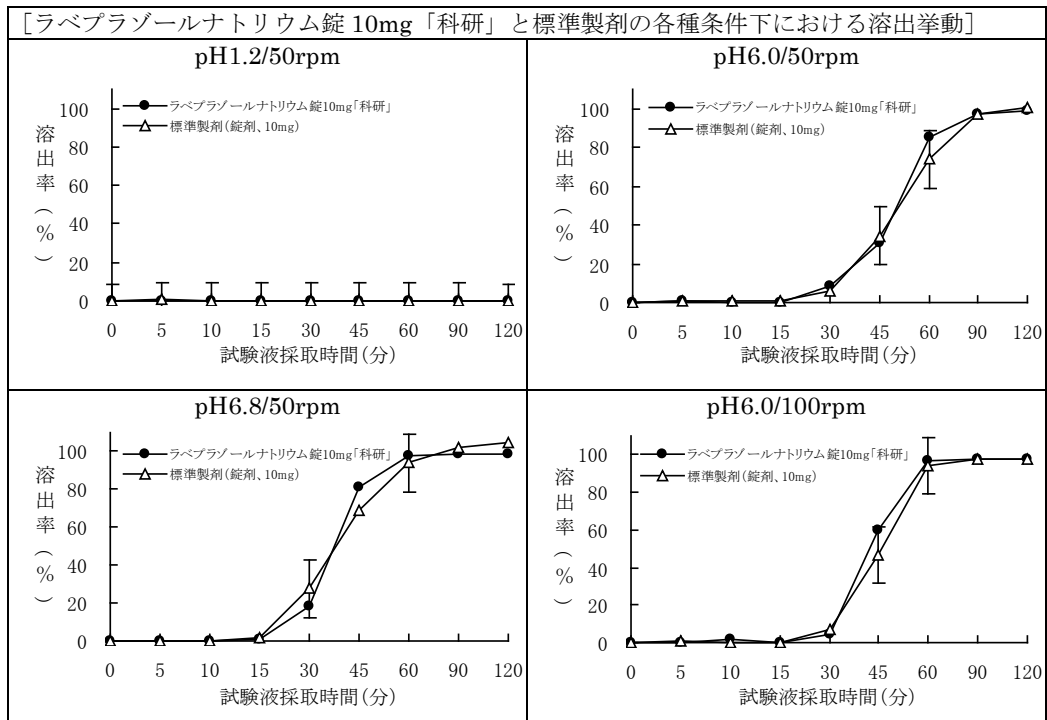 ［ラベプラゾールナトリウム錠 10mg「科研」と標準製剤の各種条件下における溶出挙動］
pH1.2/50rpm
ラベプラゾールナトリウム錠10mg「科研」
標準製剤(錠剤、10mg)
溶出率(%)
100
80
60
40
20
0
0 5 10 15 30 45 60 90 120
試験液採取時間(分)
pH6.0/50rpm
ラベプラゾールナトリウム錠10mg「科研」
標準製剤(錠剤、10mg)
溶出率(%)
100
80
60
40
20
0
0 5 10 15 30 45 60 90 120
試験液採取時間(分)
pH6.8/50rpm
ラベプラゾールナトリウム錠10mg「科研」
標準製剤(錠剤、10mg)
溶出率(%)
100
80
60
40
20
0
0 5 10 15 30 45 60 90 120
試験液採取時間(分)
pH6.0/100rpm
ラベプラゾールナトリウム錠10mg「科研」
標準製剤(錠剤、10mg)
溶出率(%)
100
80
60
40
20
0
0 5 10 15 30 45 60 90 120
試験液採取時間(分)